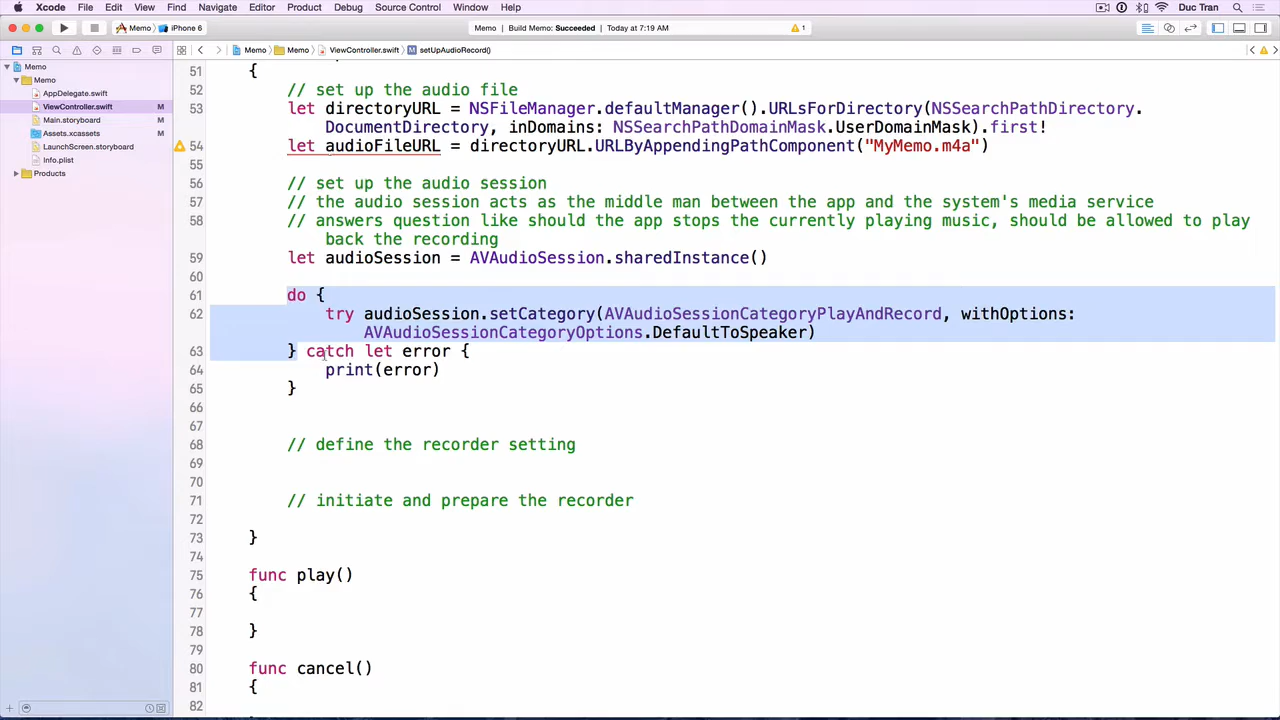 Xcode File Edit View Find Navigate Editor Product Debug Source Control Window Help Duc Tran
Memo iPhone 6 Memo | Build Memo: Succeeded | Today at 7:19 AM 1
Memo Memo ViewController.swift M setUpAudioRecord()
Memo
Memo
AppDelegate.swift
ViewController.swift M
Main.storyboard M
Assets.xcassets M
LaunchScreen.storyboard
Info.plist
Products
51 {
52 // set up the audio file
53 let directoryURL = NSFileManager.defaultManager().URLsForDirectory(NSSearchPathDirectory.
DocumentDirectory, inDomains: NSSearchPathDomainMask.UserDomainMask).first!
54 let audioFileURL = directoryURL.URLByAppendingPathComponent("MyMemo.m4a")
55
56 // set up the audio session
57 // the audio session acts as the middle man between the app and the system's media service
58 // answers question like should the app stops the currently playing music, should be allowed to play
back the recording
59 let audioSession = AVAudioSession.sharedInstance()
60
61 do {
62 try audioSession.setCategory(AVAudioSessionCategoryPlayAndRecord, withOptions:
AVAudioSessionCategoryOptions.DefaultToSpeaker)
63 } catch let error {
64 print(error)
65 }
66
67
68 // define the recorder setting
69
70
71 // initiate and prepare the recorder
72
73 }
74
75 func play()
76 {
77
78 }
79
80 func cancel()
81 {
82